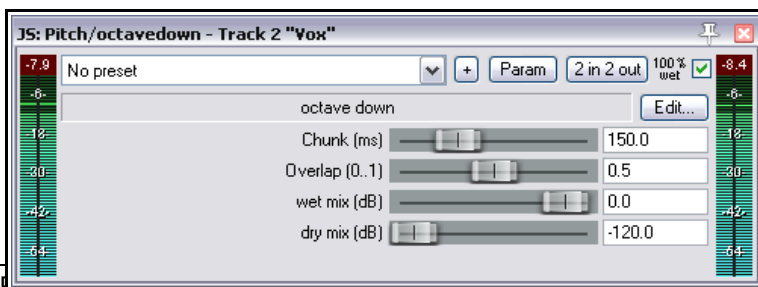 JS: Pitch/octavedown - Track 2 "Vox"
-7.9 No preset + Param 2 in 2 out 100% wet -8.4
octave down Edit...
Chunk (ms) 150.0
Overlap (0..1) 0.5
wet mix (dB) 0.0
dry mix (dB) -120.0
-6- -6-
-18- -18-
-30- -30-
-42- -42-
-54- -54-